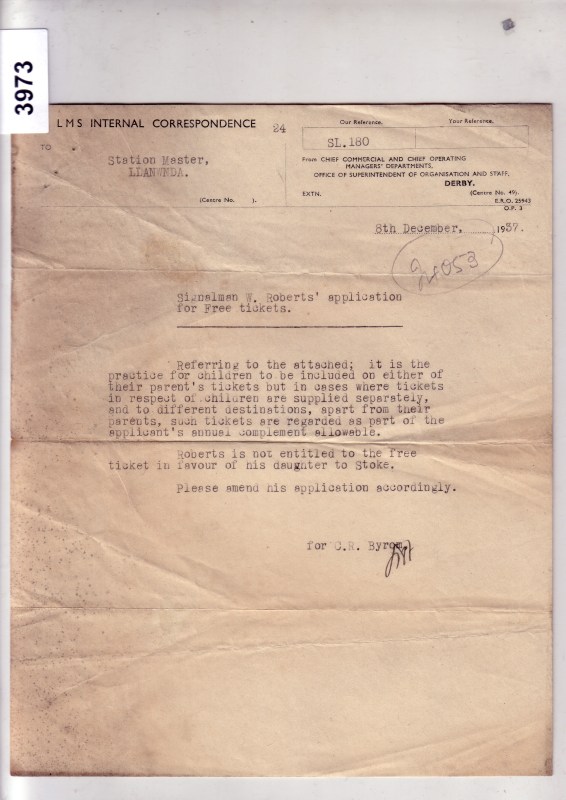 3973
LMS INTERNAL CORRESPONDENCE
24
Our Reference.
Your Reference.
SL.180
TO
Station Master,
LLANWNDA.
(Centre No. ).
From CHIEF COMMERCIAL AND CHIEF OPERATING
MANAGERS' DEPARTMENTS,
OFFICE OF SUPERINTENDENT OF ORGANISATION AND STAFF,
DERBY.
EXTN.
(Centre No. 49).
E.R.O. 25943
O.P. 3
8th December, 1937.
24053
Signalman W. Roberts' application
for Free tickets.
Referring to the attached; it is the
practice for children to be included on either of
their parent's tickets but in cases where tickets
in respect of children are supplied separately,
and to different destinations, apart from their
parents, such tickets are regarded as part of the
applicant's annual complement allowable.
Roberts is not entitled to the free
ticket in favour of his daughter to Stoke.
Please amend his application accordingly.
for C.R. Byrom.